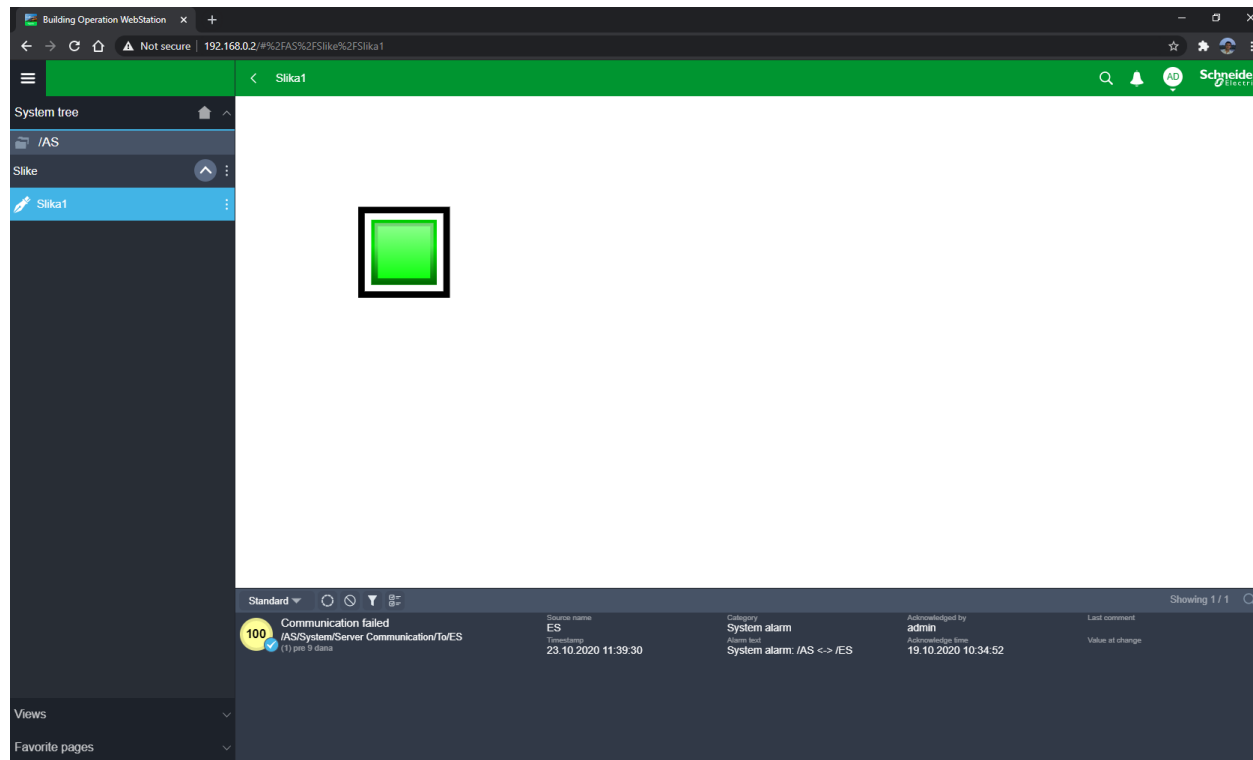 Building Operation WebStation
Not secure | 192.168.0.2/#%2FAS%2FSlike%2FSlika1
Slika1
AD
Schneide
Electri
System tree
/AS
Slike
Slika1
Standard
Showing 1 / 1
100
Communication failed
/AS/System/Server Communication/To/ES
(1) pre 9 dana
Source name
ES
Timestamp
23.10.2020 11:39:30
Category
System alarm
Alarm text
System alarm: /AS <-> /ES
Acknowledged by
admin
Acknowledge time
19.10.2020 10:34:52
Last comment
Value at change
Views
Favorite pages